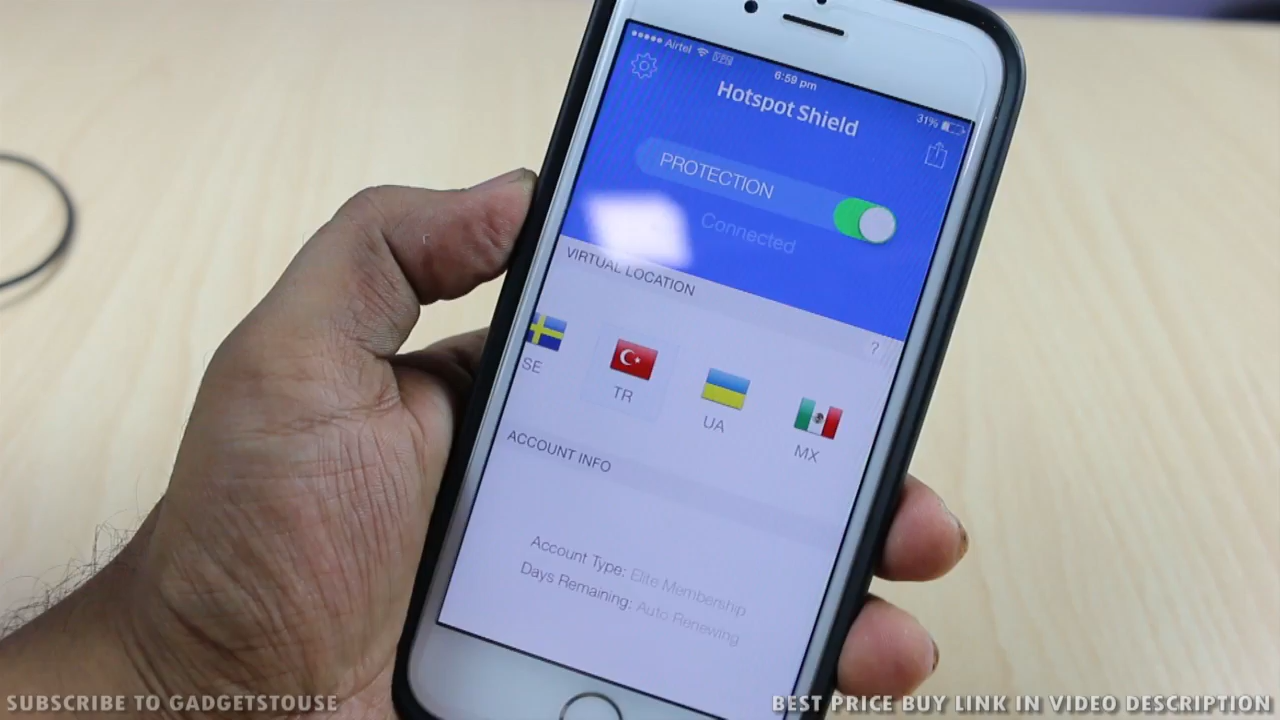 Airtel
6:59 pm
31%
Hotspot Shield
PROTECTION
Connected
VIRTUAL LOCATION
?
SE
TR
UA
MX
ACCOUNT INFO
Account Type: Elite Membership
Days Remaining: Auto Renewing
SUBSCRIBE TO GADGETSTOUSE
BEST PRICE BUY LINK IN VIDEO DESCRIPTION